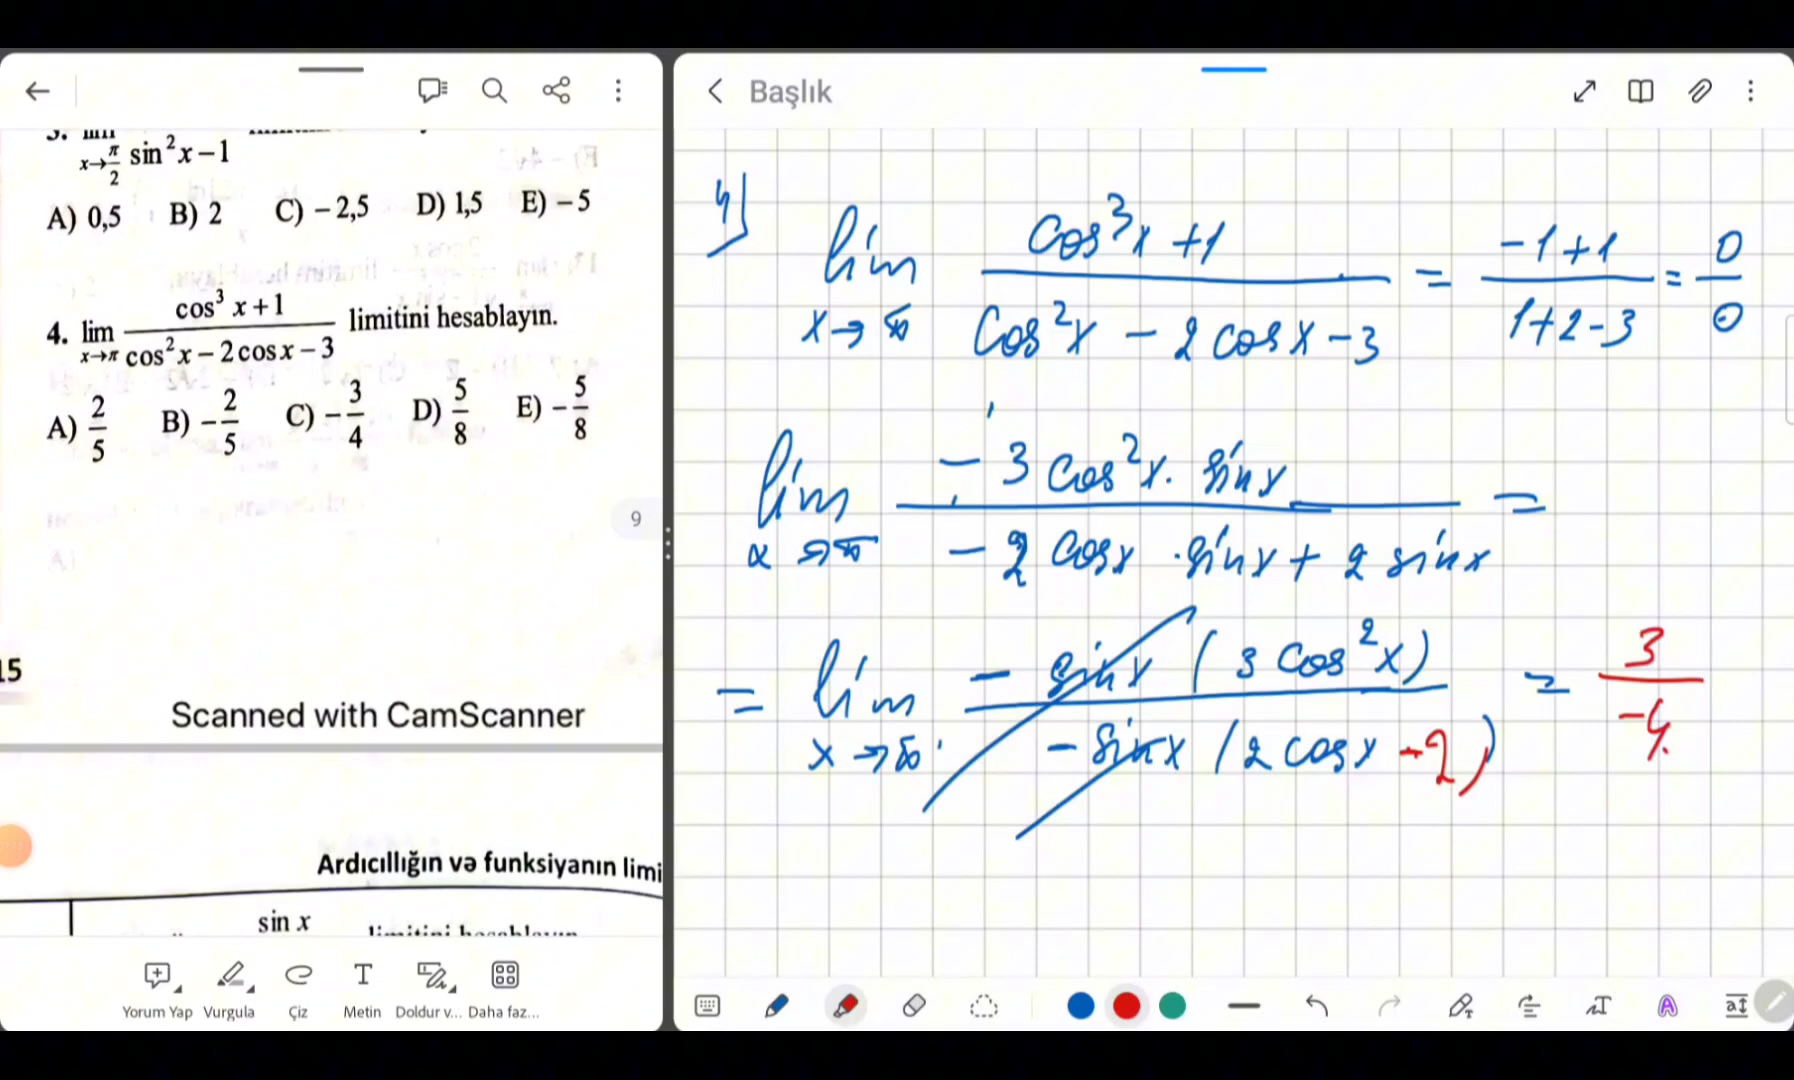 x→π/2 sin²x−1
A) 0,5 B) 2 C) −2,5 D) 1,5 E) −5
4. lim x→π (cos³ x+1)/(cos²x−2cosx−3) limitini hesablayın.
A) 2/5 B) −2/5 C) −3/4 D) 5/8 E) −5/8
9
15
Scanned with CamScanner
Ardıcıllığın və funksiyanın limi
sin x
Yorum Yap Vurgula Çiz Metin Doldur v... Daha faz...
Başlık
4)
lim x→π (cos³x+1)/(cos²x−2cosx−3) = (−1+1)/(1+2−3) = 0/0
lim x→π (−3cos²x·sinx)/(−2cosx·sinx+2sinx) =
= lim x→π (−sinx(3cos²x))/(−sinx(2cosx−2)) = 3/−4